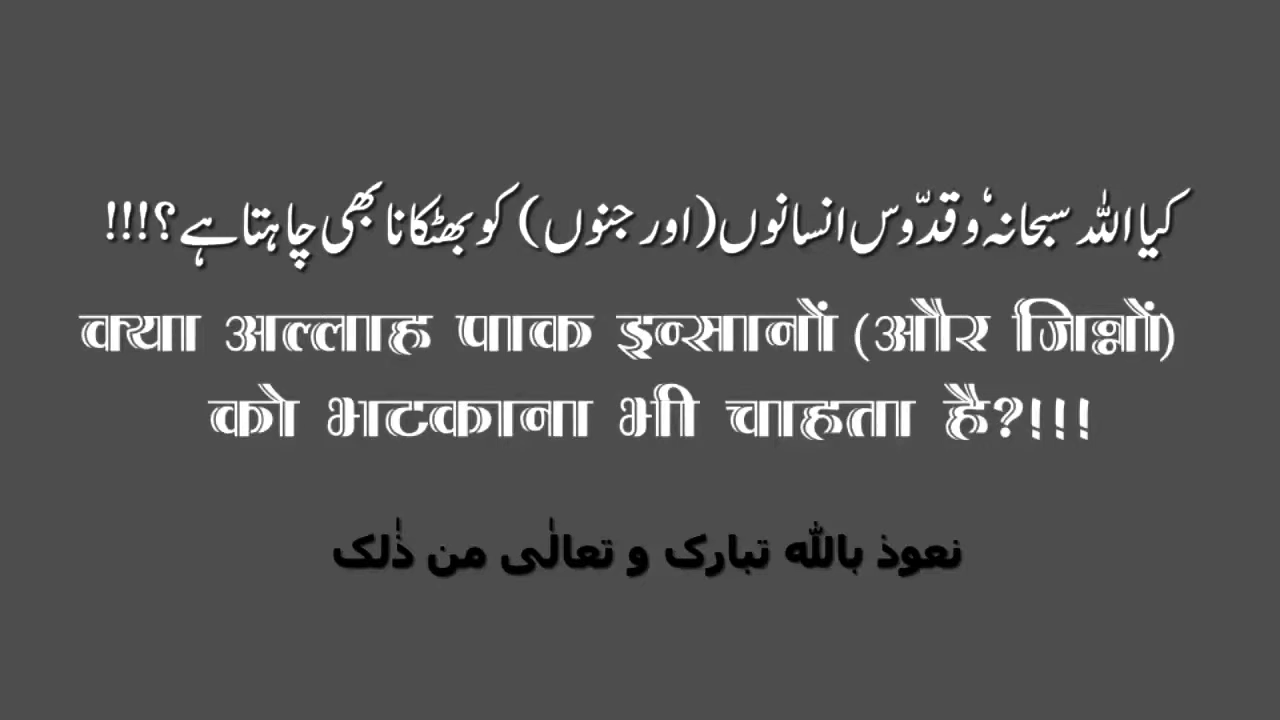 کیا اللہ سبحانہٗ و قدّوس انسانوں (اور جنوں) کو بھٹکانا بھی چاہتا ہے؟!!!
क्या अल्लाह पाक इन्सानों (और जिन्नों)
को भटकाना भी चाहता है?!!!
نعوذ باللہ تبارک و تعالٰی من ذٰلک